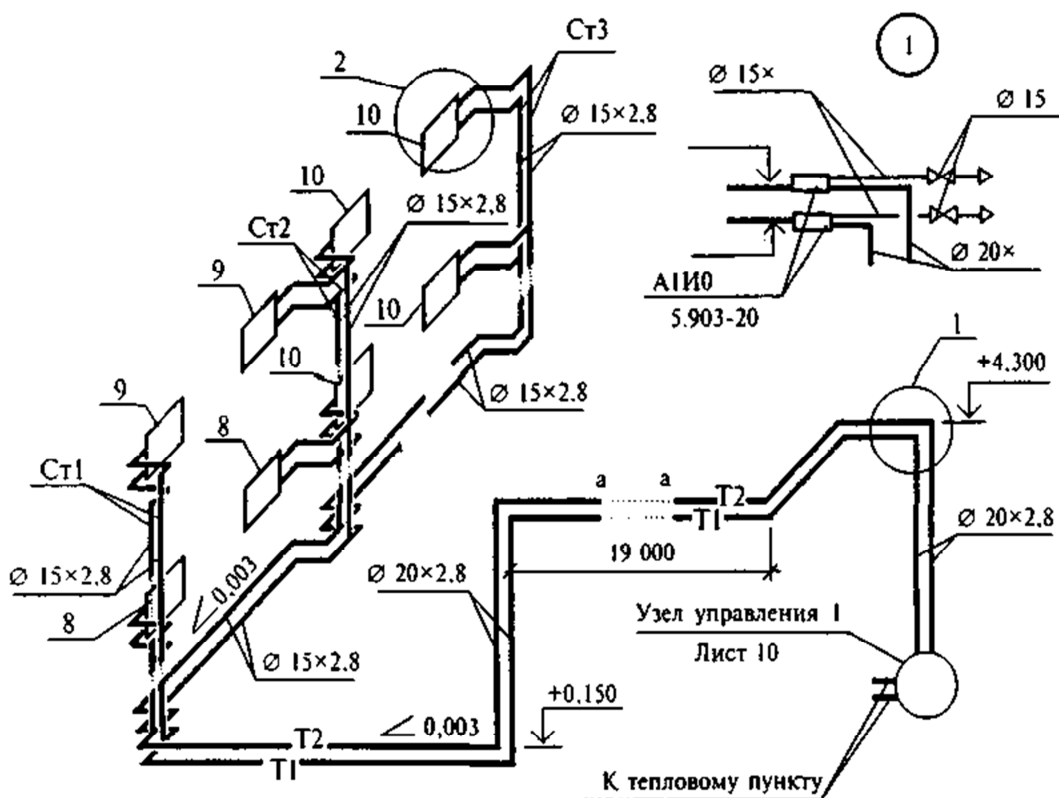 Ст3
1
2
Ø 15×
Ø 15
10
Ø 15×2,8
10
Ø 15×2,8
Ст2
9
10
Ø 20×
А1И0
5.903-20
10
1
+4,300
9
8
Ø 15×2.8
Ст1
а а
Т2
Т1
19 000
Ø 20×2,8
Ø 15×2,8
0,003
Ø 20×2,8
8
Узел управления 1
Лист 10
Ø 15×2.8
+0,150
0,003
Т2
Т1
К тепловому пункту